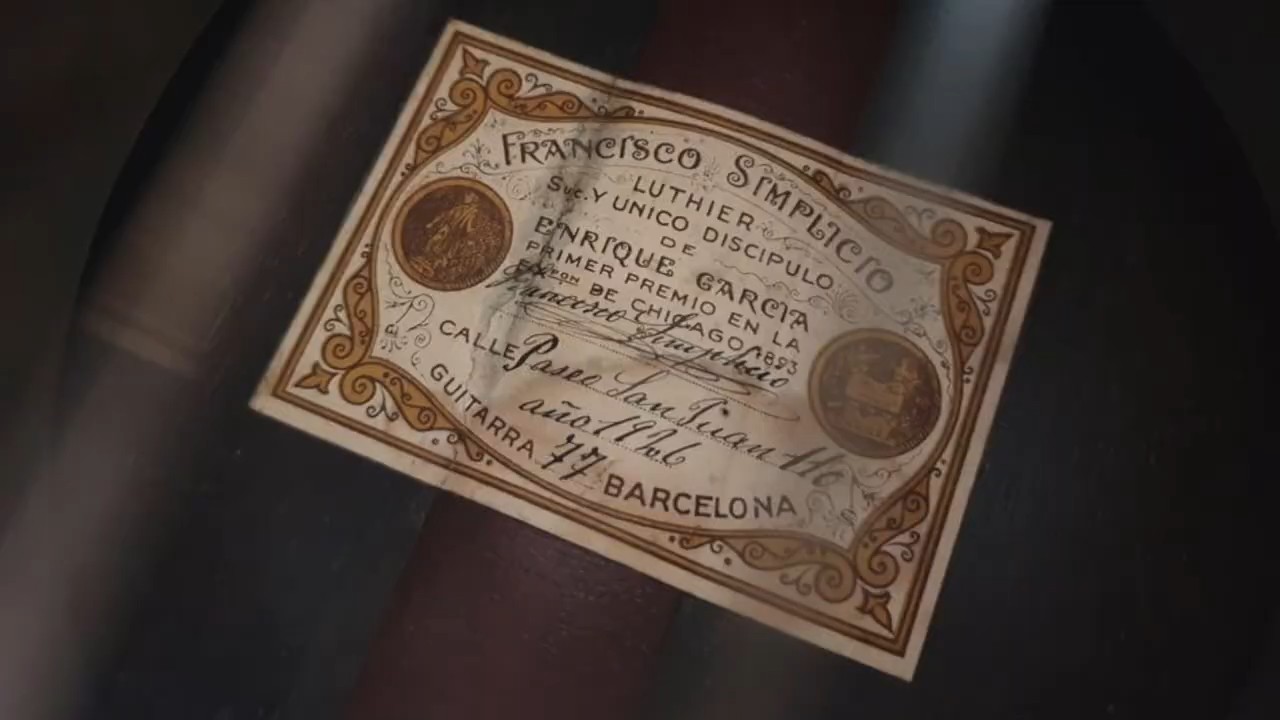 FRANCISCO SIMPLICIO
LUTHIER
SUC. Y UNICO DISCIPULO
DE
ENRIQUE GARCIA
PRIMER PREMIO EN LA
EXPON DE CHICAGO 1893
Francisco Simplicio
CALLE Paseo San Juan 110
año 1926
GUITARRA 77 BARCELONA